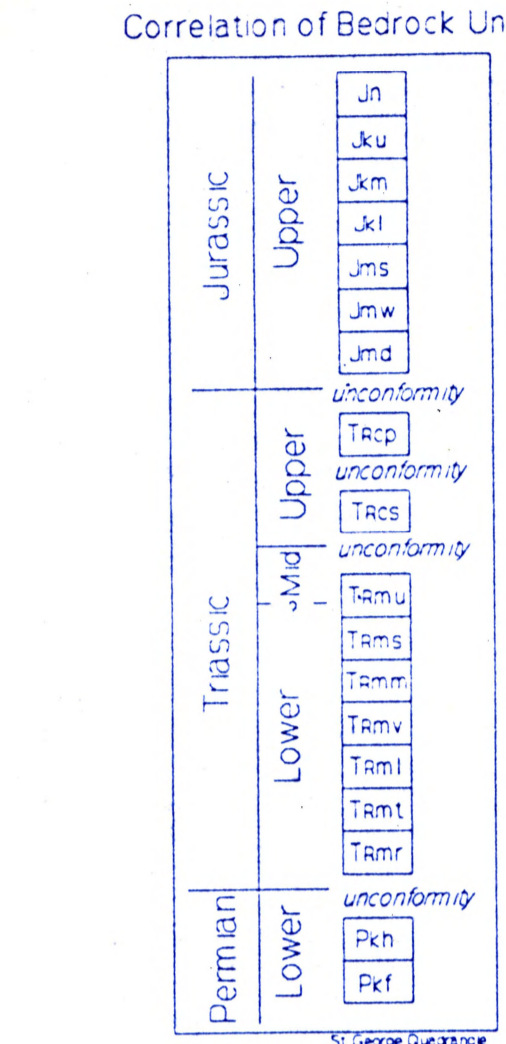 Correlation of Bedrock Un
Jurassic
Upper
Jn
Jku
Jkm
Jkl
Jms
Jmw
Jmd
unconformity
Triassic
Upper
TRcp
unconformity
TRcs
unconformity
Mid
?
Lower
TRmu
TRms
TRmm
TRmv
TRml
TRmt
TRmr
unconformity
Permian
Lower
Pkh
Pkf
St. George Quadrangle